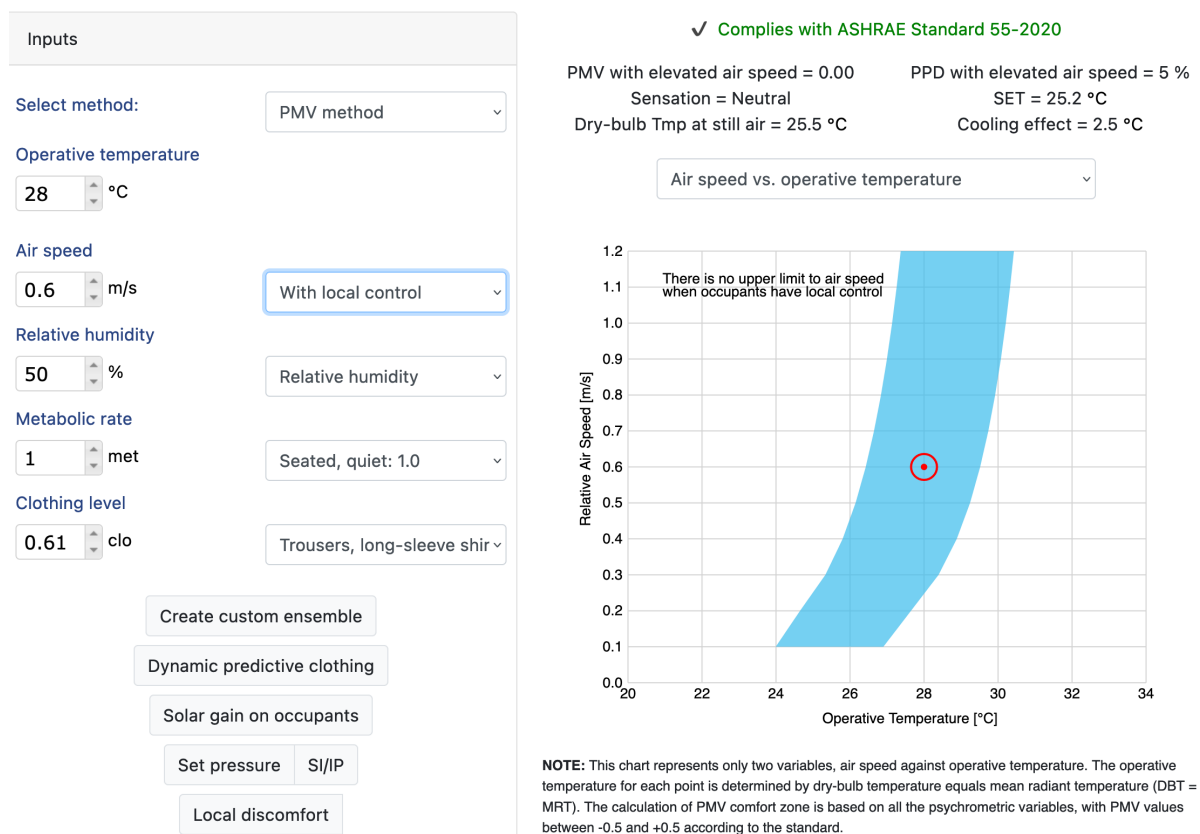 Inputs
Select method:
PMV method
Operative temperature
28 °C
Air speed
0.6 m/s
With local control
Relative humidity
50 %
Relative humidity
Metabolic rate
1 met
Seated, quiet: 1.0
Clothing level
0.61 clo
Trousers, long-sleeve shir
Create custom ensemble
Dynamic predictive clothing
Solar gain on occupants
Set pressure SI/IP
Local discomfort
✔ Complies with ASHRAE Standard 55-2020
PMV with elevated air speed = 0.00
Sensation = Neutral
Dry-bulb Tmp at still air = 25.5 °C
PPD with elevated air speed = 5 %
SET = 25.2 °C
Cooling effect = 2.5 °C
Air speed vs. operative temperature
There is no upper limit to air speed
when occupants have local control
Relative Air Speed [m/s]
1.2
1.1
1.0
0.9
0.8
0.7
0.6
0.5
0.4
0.3
0.2
0.1
0.0
20 22 24 26 28 30 32 34
Operative Temperature [°C]
NOTE: This chart represents only two variables, air speed against operative temperature. The operative
temperature for each point is determined by dry-bulb temperature equals mean radiant temperature (DBT =
MRT). The calculation of PMV comfort zone is based on all the psychrometric variables, with PMV values
between -0.5 and +0.5 according to the standard.